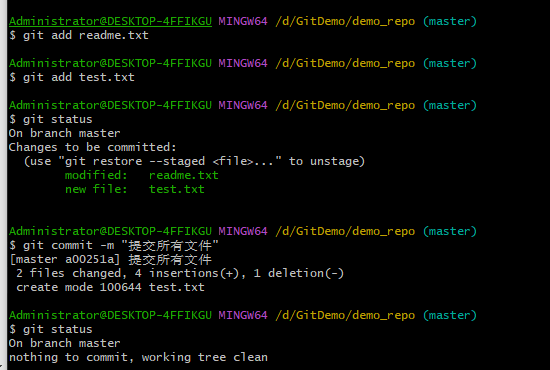 Administrator@DESKTOP-4FFIKGU MINGW64 /d/GitDemo/demo_repo (master)
$ git add readme.txt
Administrator@DESKTOP-4FFIKGU MINGW64 /d/GitDemo/demo_repo (master)
$ git add test.txt
Administrator@DESKTOP-4FFIKGU MINGW64 /d/GitDemo/demo_repo (master)
$ git status
On branch master
Changes to be committed:
  (use "git restore --staged <file>..." to unstage)
        modified:   readme.txt
        new file:   test.txt
Administrator@DESKTOP-4FFIKGU MINGW64 /d/GitDemo/demo_repo (master)
$ git commit -m "提交所有文件"
[master a00251a] 提交所有文件
 2 files changed, 4 insertions(+), 1 deletion(-)
 create mode 100644 test.txt
Administrator@DESKTOP-4FFIKGU MINGW64 /d/GitDemo/demo_repo (master)
$ git status
On branch master
nothing to commit, working tree clean